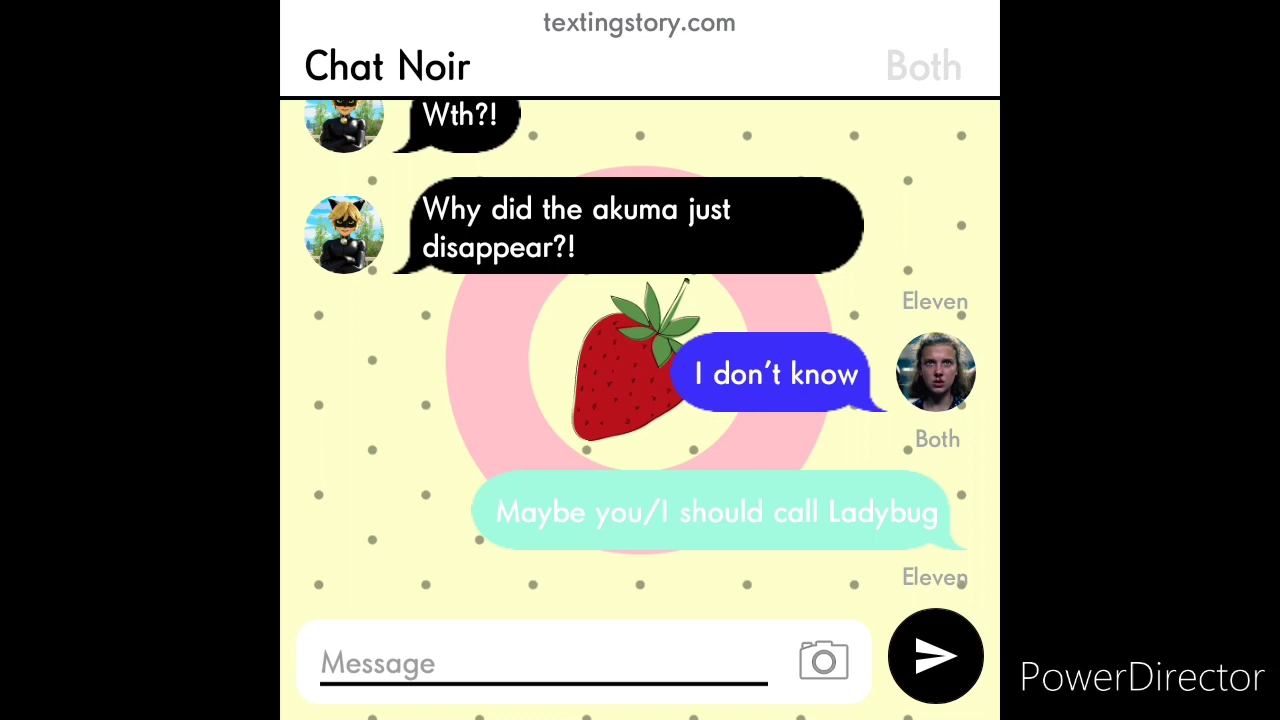 textingstory.com
Chat Noir
Both
Wth?!
Why did the akuma just
disappear?!
Eleven
I don't know
Both
Maybe you/I should call Ladybug
Eleven
Message
PowerDirector